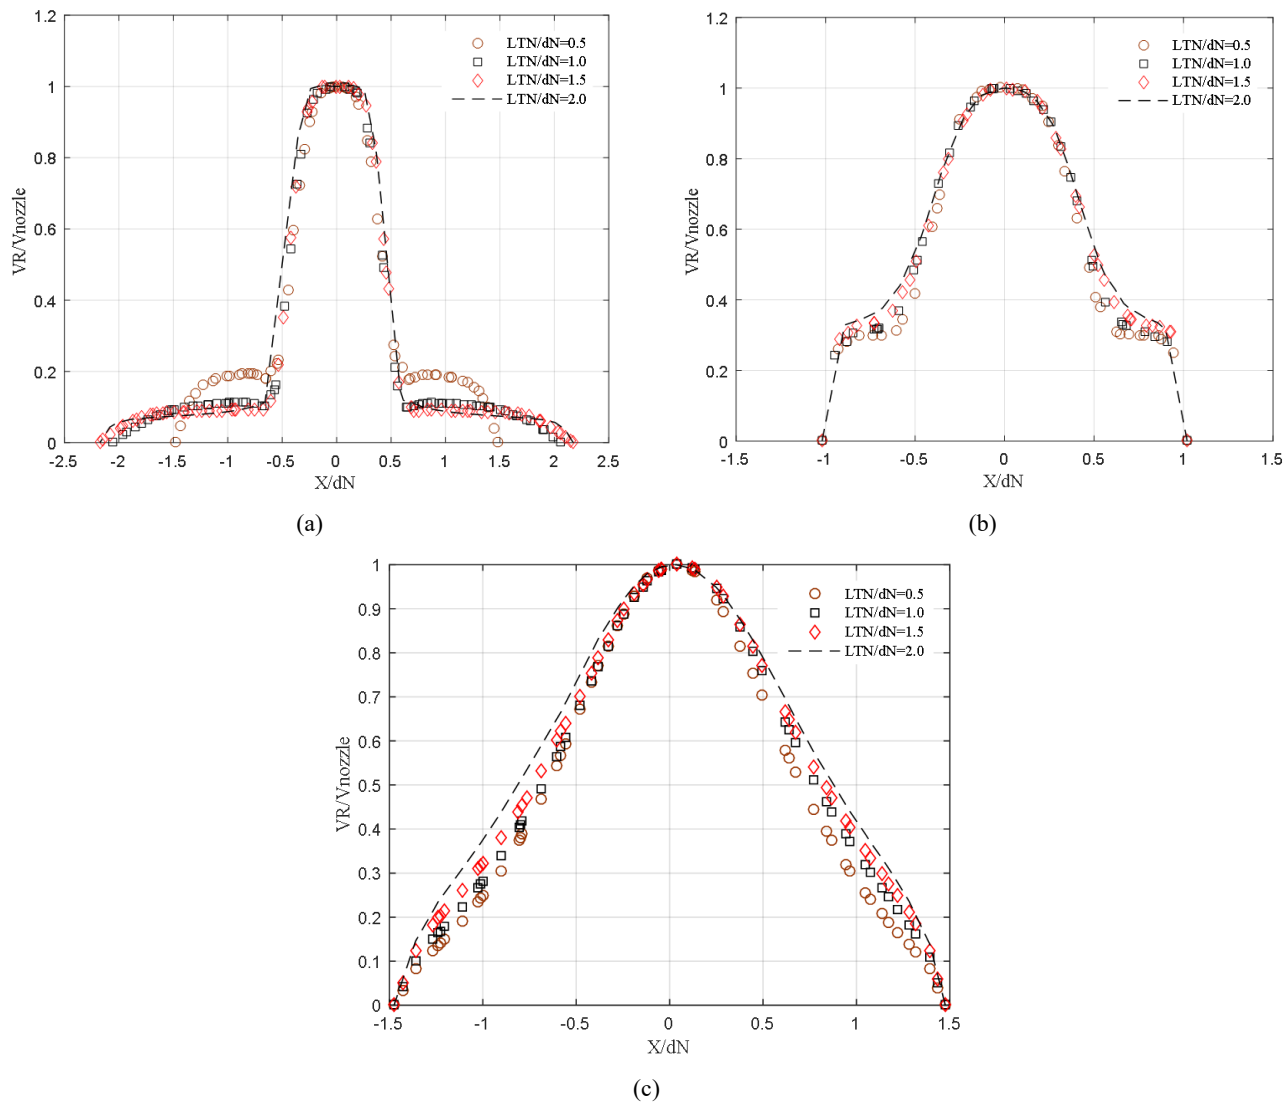 1.2
1
0.8
0.6
0.4
0.2
0
VR/Vnozzle
LTN/dN=0.5
LTN/dN=1.0
LTN/dN=1.5
LTN/dN=2.0
-2.5 -2 -1.5 -1 -0.5 0 0.5 1 1.5 2.0 2.5
X/dN
(a)
1.2
1
0.8
0.6
0.4
0.2
0
VR/Vnozzle
LTN/dN=0.5
LTN/dN=1.0
LTN/dN=1.5
LTN/dN=2.0
-1.5 -1 -0.5 0 0.5 1 1.5
X/dN
(b)
1
0.9
0.8
0.7
0.6
0.5
0.4
0.3
0.2
0.1
0
VR/Vnozzle
LTN/dN=0.5
LTN/dN=1.0
LTN/dN=1.5
LTN/dN=2.0
-1.5 -1 -0.5 0 0.5 1 1.5
X/dN
(c)